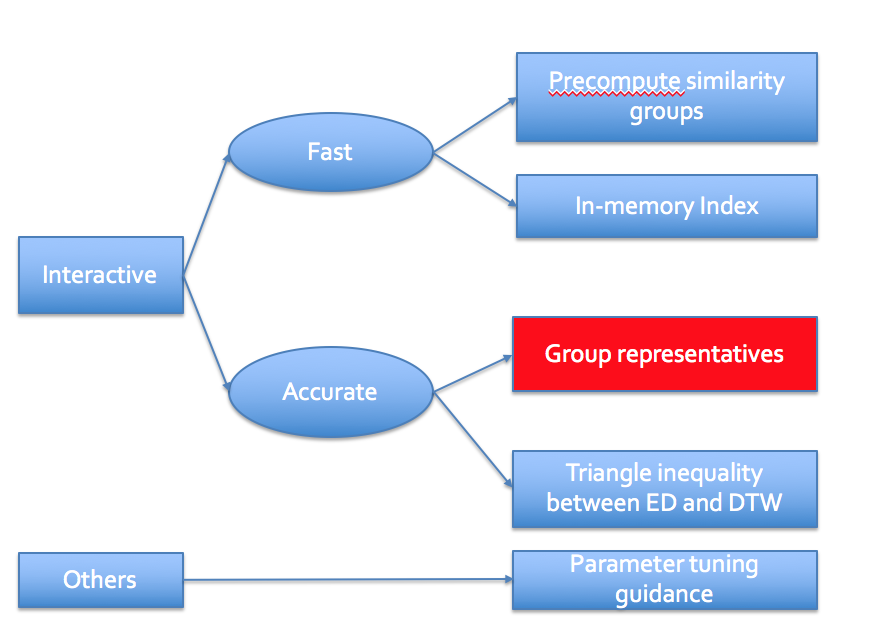 Precompute similarity
groups
Fast
In-memory Index
Interactive
Group representatives
Accurate
Triangle inequality
between ED and DTW
Others
Parameter tuning
guidance